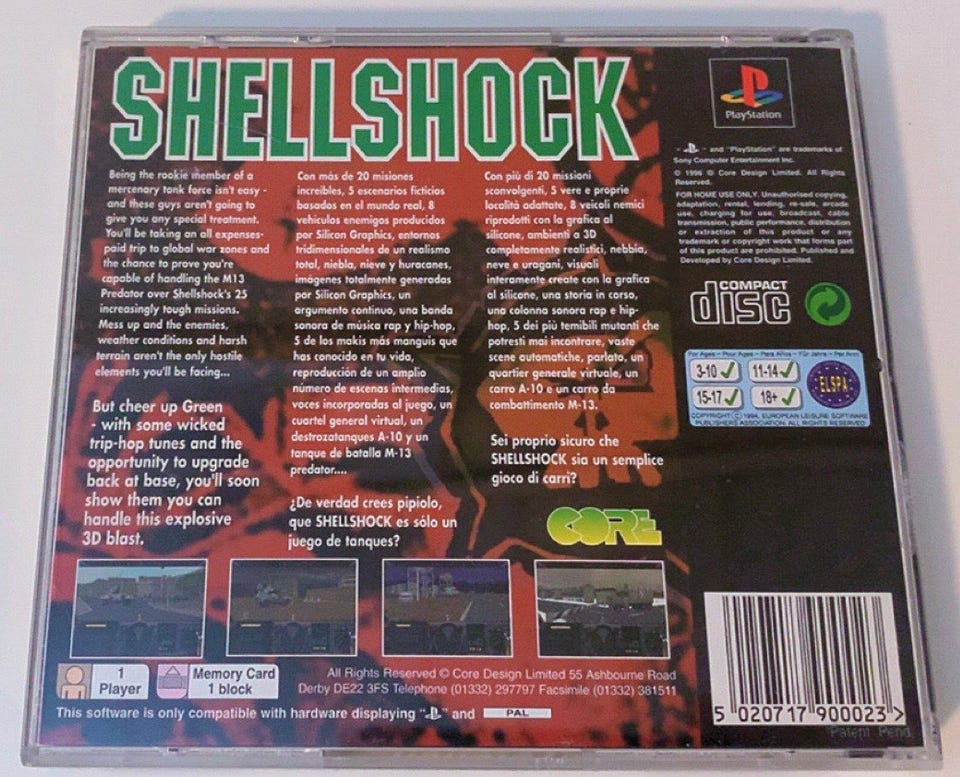 SHELLSHOCK
Being the rookie member of a
mercenary tank force isn't easy -
and these guys aren't going to
give you any special treatment.
You'll be taking an all expenses-
paid trip to global war zones and
the chance to prove you're
capable of handling the M13
Predator over Shellshock's 25
increasingly tough missions.
Mess up and the enemies,
weather conditions and harsh
terrain aren't the only hostile
elements you'll be facing...
But cheer up Green
- with some wicked
trip-hop tunes and the
opportunity to upgrade
back at base, you'll soon
show them you can
handle this explosive
3D blast.
Con más de 20 misiones
increíbles, 5 escenarios ficticios
basados en el mundo real, 8
vehículos enemigos producidos
por Silicon Graphics, entornos
tridimensionales de un realismo
total, niebla, nieve y huracanes,
imágenes totalmente generadas
por Silicon Graphics, un
argumento continuo, una banda
sonora de música rap y hip-hop,
5 de los makis más manguis que
has conocido en tu vida,
reproducción de un amplio
número de escenas intermedias,
voces incorporadas al juego, un
cuartel general virtual, un
destrozatanques A-10 y un
tanque de batalla M-13
predator....
¿De verdad crees pipiolo,
que SHELLSHOCK es sólo un
juego de tanques?
Con più di 20 missioni
sconvolgenti, 5 vere e proprie
località adattate, 8 veicoli nemici
riprodotti con la grafica al
silicone, ambienti a 3D
completamente realistici, nebbia,
neve e uragani, visuali
interamente create con la grafica
al silicone, una storia in corso,
una colonna sonora rap e hip-
hop, 5 dei più temibili mutanti che
potresti mai incontrare, vaste
scene automatiche, parlato, un
quartier generale virtuale, un
carro A-10 e un carro da
combattimento M-13.
Sei proprio sicuro che
SHELLSHOCK sia un semplice
gioco di carri?
CORE
PlayStation
" " and "PlayStation" are trademarks of
Sony Computer Entertainment Inc.
© 1996 © Core Design Limited. All Rights
Reserved.
FOR HOME USE ONLY. Unauthorised copying,
adaptation, rental, lending, re-sale, arcade
use, charging for use, broadcast, cable
transmission, public performance, distribution
or extraction of this product or any
trademark or copyright work that forms part
of this product are prohibited. Published and
Developed by Core Design Limited.
COMPACT
disc
For Ages - Pour Ages - Para Años - Für Jahre - Per Anni
3-10 11-14
15-17 18+
ELSPA
COPYRIGHT © 1994, EUROPEAN LEISURE SOFTWARE
PUBLISHERS ASSOCIATION. ALL RIGHTS RESERVED
1
Player
Memory Card
1 block
All Rights Reserved © Core Design Limited 55 Ashbourne Road
Derby DE22 3FS Telephone (01332) 297797 Facsimile (01332) 381511
This software is only compatible with hardware displaying " " and PAL
5 020717 900023 >
Patent Pend.